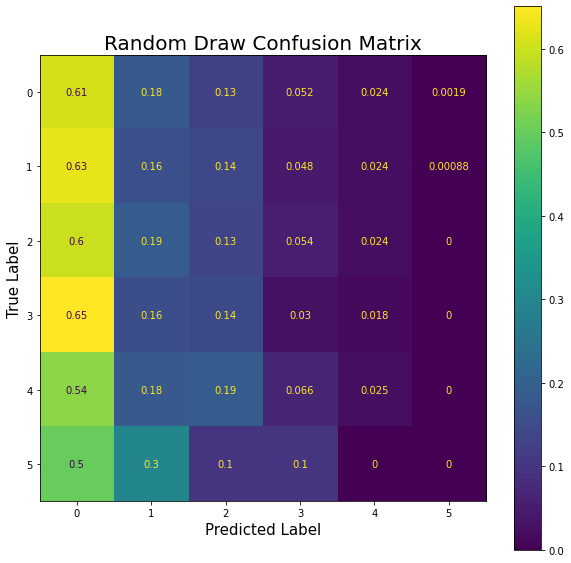 Random Draw Confusion Matrix
0 0.61 0.18 0.13 0.052 0.024 0.0019
1 0.63 0.16 0.14 0.048 0.024 0.00088
2 0.6 0.19 0.13 0.054 0.024 0
3 0.65 0.16 0.14 0.03 0.018 0
4 0.54 0.18 0.19 0.066 0.025 0
5 0.5 0.3 0.1 0.1 0 0
0 1 2 3 4 5
Predicted Label
True Label
0.6
0.5
0.4
0.3
0.2
0.1
0.0